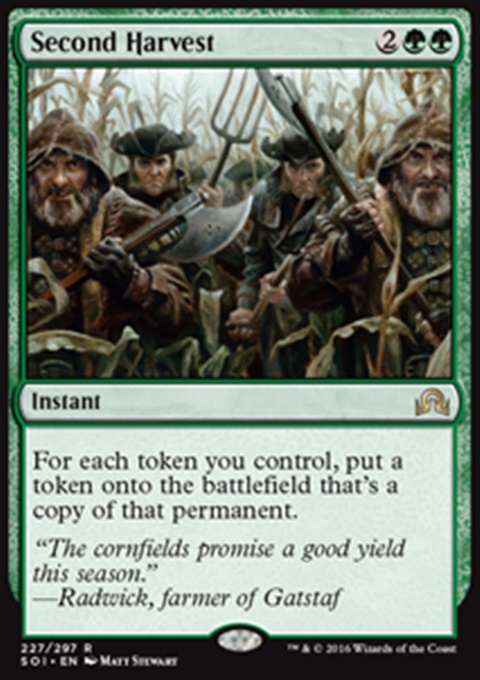 Second Harvest 2
Instant
For each token you control, put a
token onto the battlefield that's a
copy of that permanent.
"The cornfields promise a good yield
this season."
—Radwick, farmer of Gatstaf
227/297 R
SOI • EN Matt Stewart
™ & © 2016 Wizards of the Coast